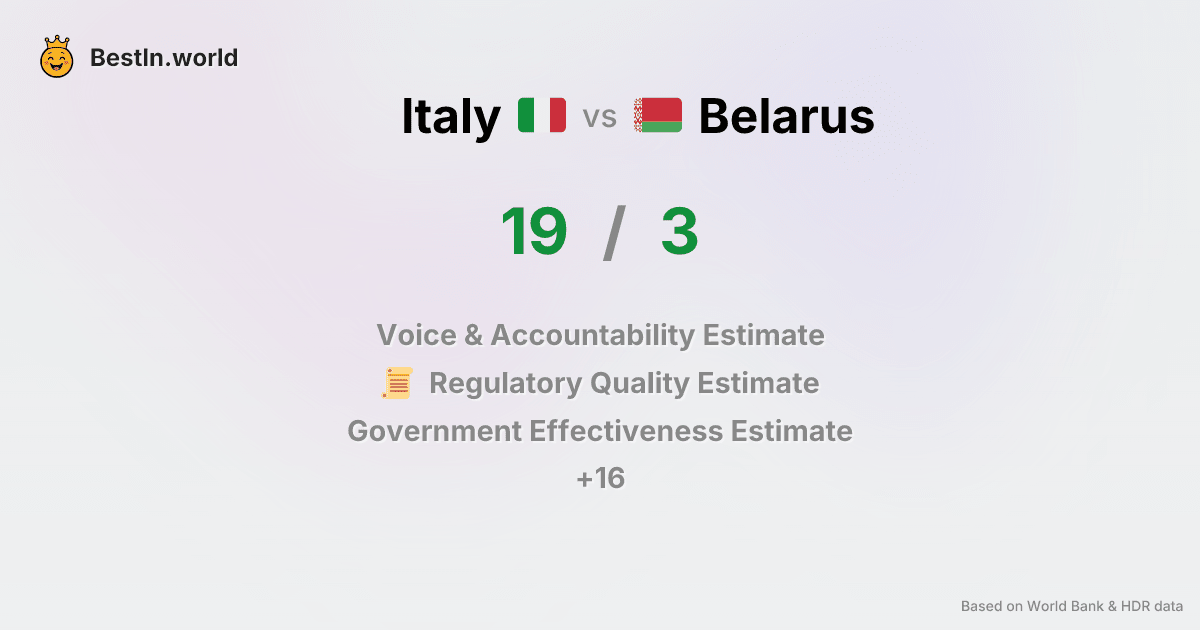 BestIn.world
Italy vs Belarus
19 / 3
Voice & Accountability Estimate
Regulatory Quality Estimate
Government Effectiveness Estimate
+16
Based on World Bank & HDR data